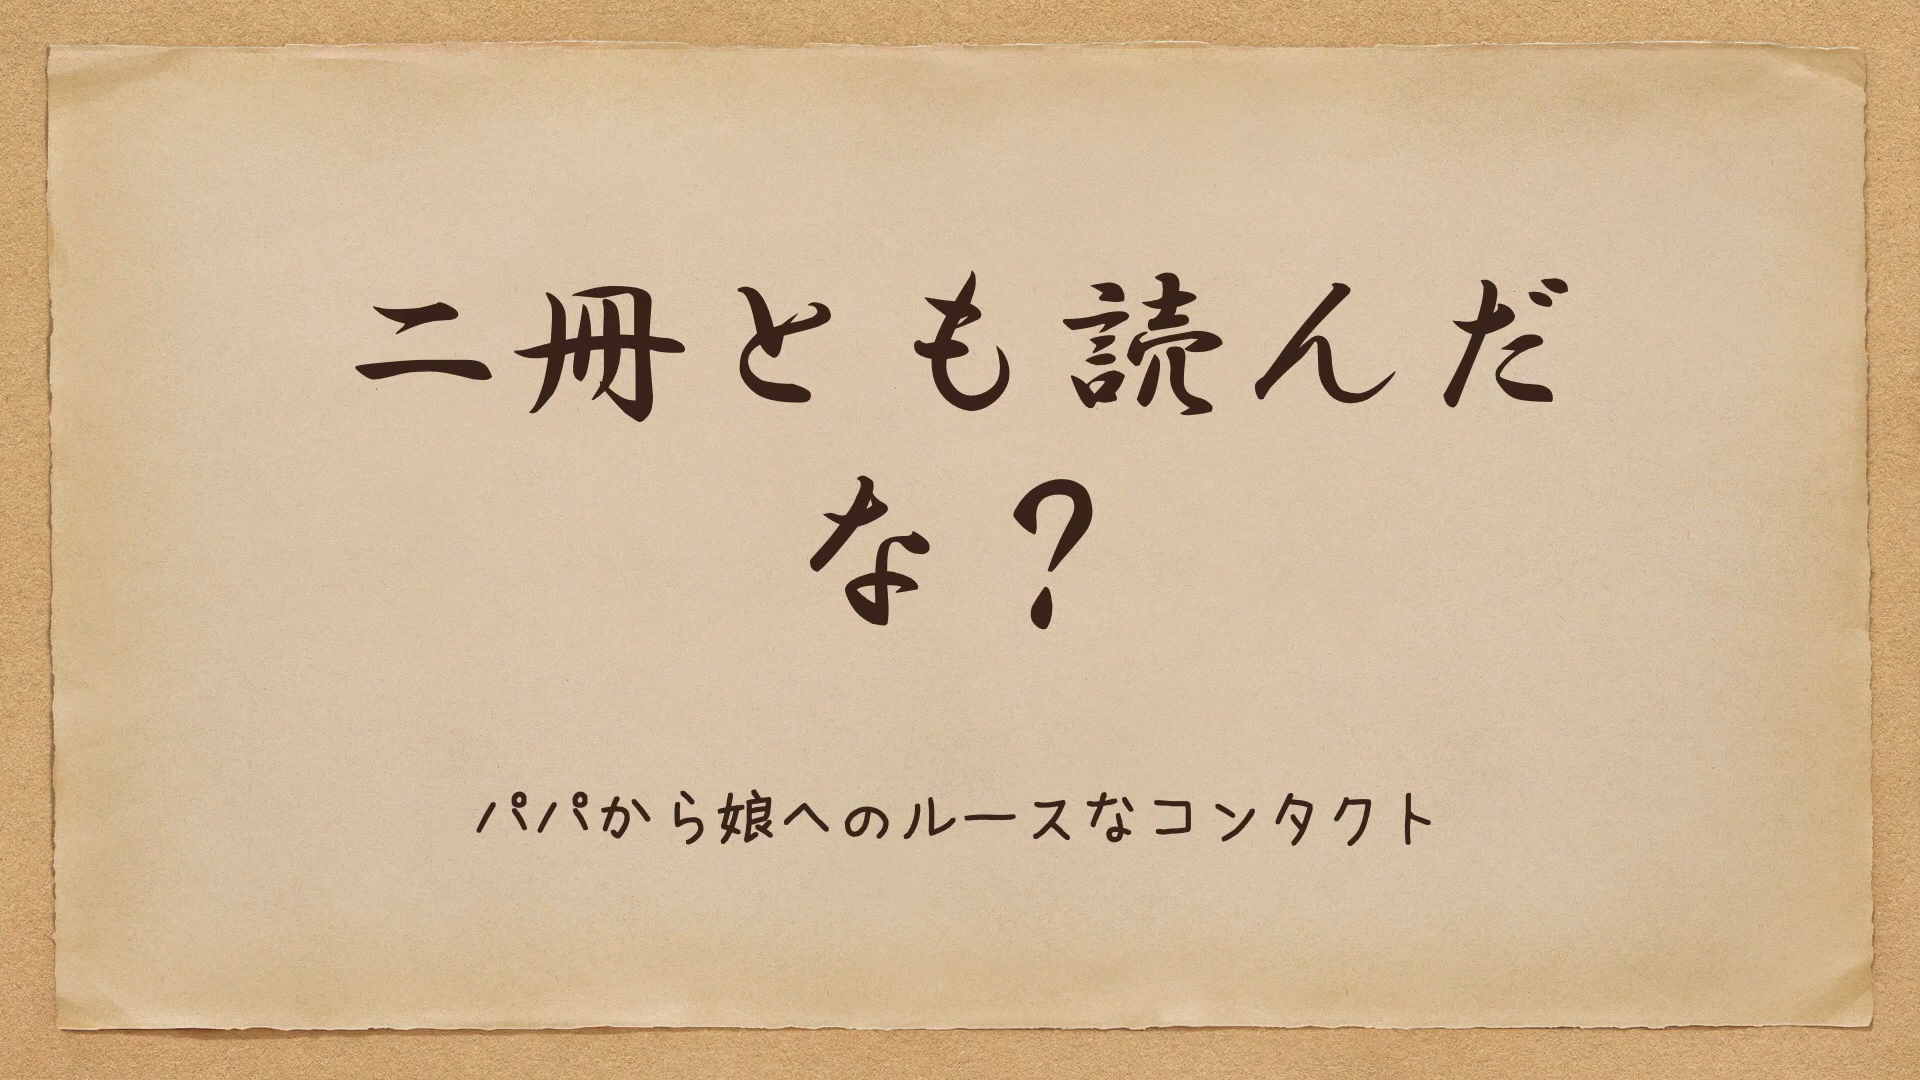 二冊とも読んだ
な？
パパから娘へのルースなコンタクト